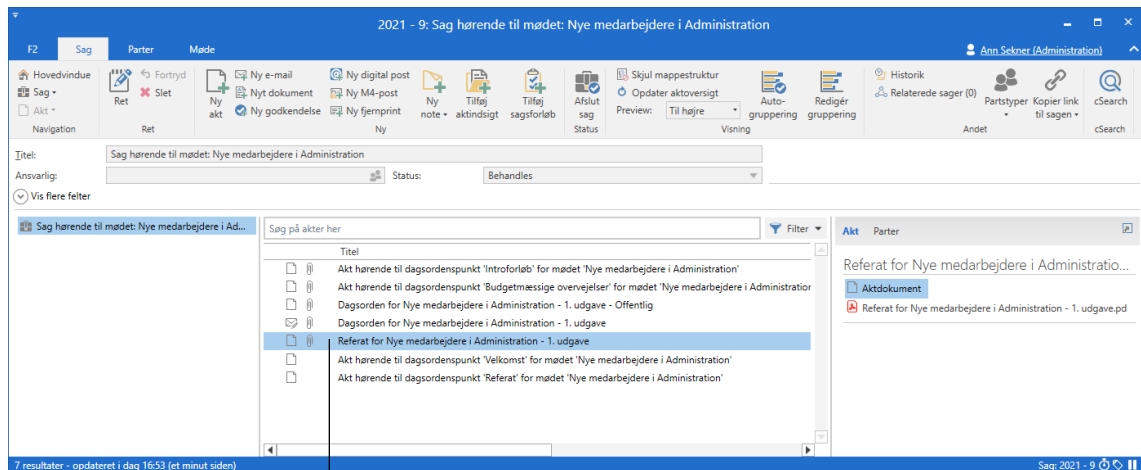 2021 - 9: Sag hørende til mødet: Nye medarbejdere i Administration
F2 Sag Parter Møde Ann Sekner (Administration)
Hovedvindue
Sag
Akt
Navigation
Ret
Fortryd
Slet
Ret
Ny akt
Ny e-mail
Nyt dokument
Ny godkendelse
Ny digital post
Ny M4-post
Ny fjernprint
Ny note
Tilføj aktindsigt
Tilføj sagsforløb
Ny
Afslut sag
Status
Skjul mappestruktur
Opdater aktoversigt
Preview: Til højre
Auto-gruppering
Redigér gruppering
Visning
Historik
Relaterede sager (0)
Partstyper
Kopier link til sagen
Andet
cSearch
cSearch
Titel: Sag hørende til mødet: Nye medarbejdere i Administration
Ansvarlig: Status: Behandles
Vis flere felter
Sag hørende til mødet: Nye medarbejdere i Ad...
Søg på akter her Filter
Titel
Akt hørende til dagsordenspunkt 'Introforløb' for mødet 'Nye medarbejdere i Administration'
Akt hørende til dagsordenspunkt 'Budgetmæssige overvejelser' for mødet 'Nye medarbejdere i Administration
Dagsorden for Nye medarbejdere i Administration - 1. udgave - Offentlig
Dagsorden for Nye medarbejdere i Administration - 1. udgave
Referat for Nye medarbejdere i Administration - 1. udgave
Akt hørende til dagsordenspunkt 'Velkomst' for mødet 'Nye medarbejdere i Administration'
Akt hørende til dagsordenspunkt 'Referat' for mødet 'Nye medarbejdere i Administration'
Akt Parter
Referat for Nye medarbejdere i Administratio...
Aktdokument
Referat for Nye medarbejdere i Administration - 1. udgave.pd
7 resultater - opdateret i dag 16:53 (et minut siden) Sag: 2021 - 9